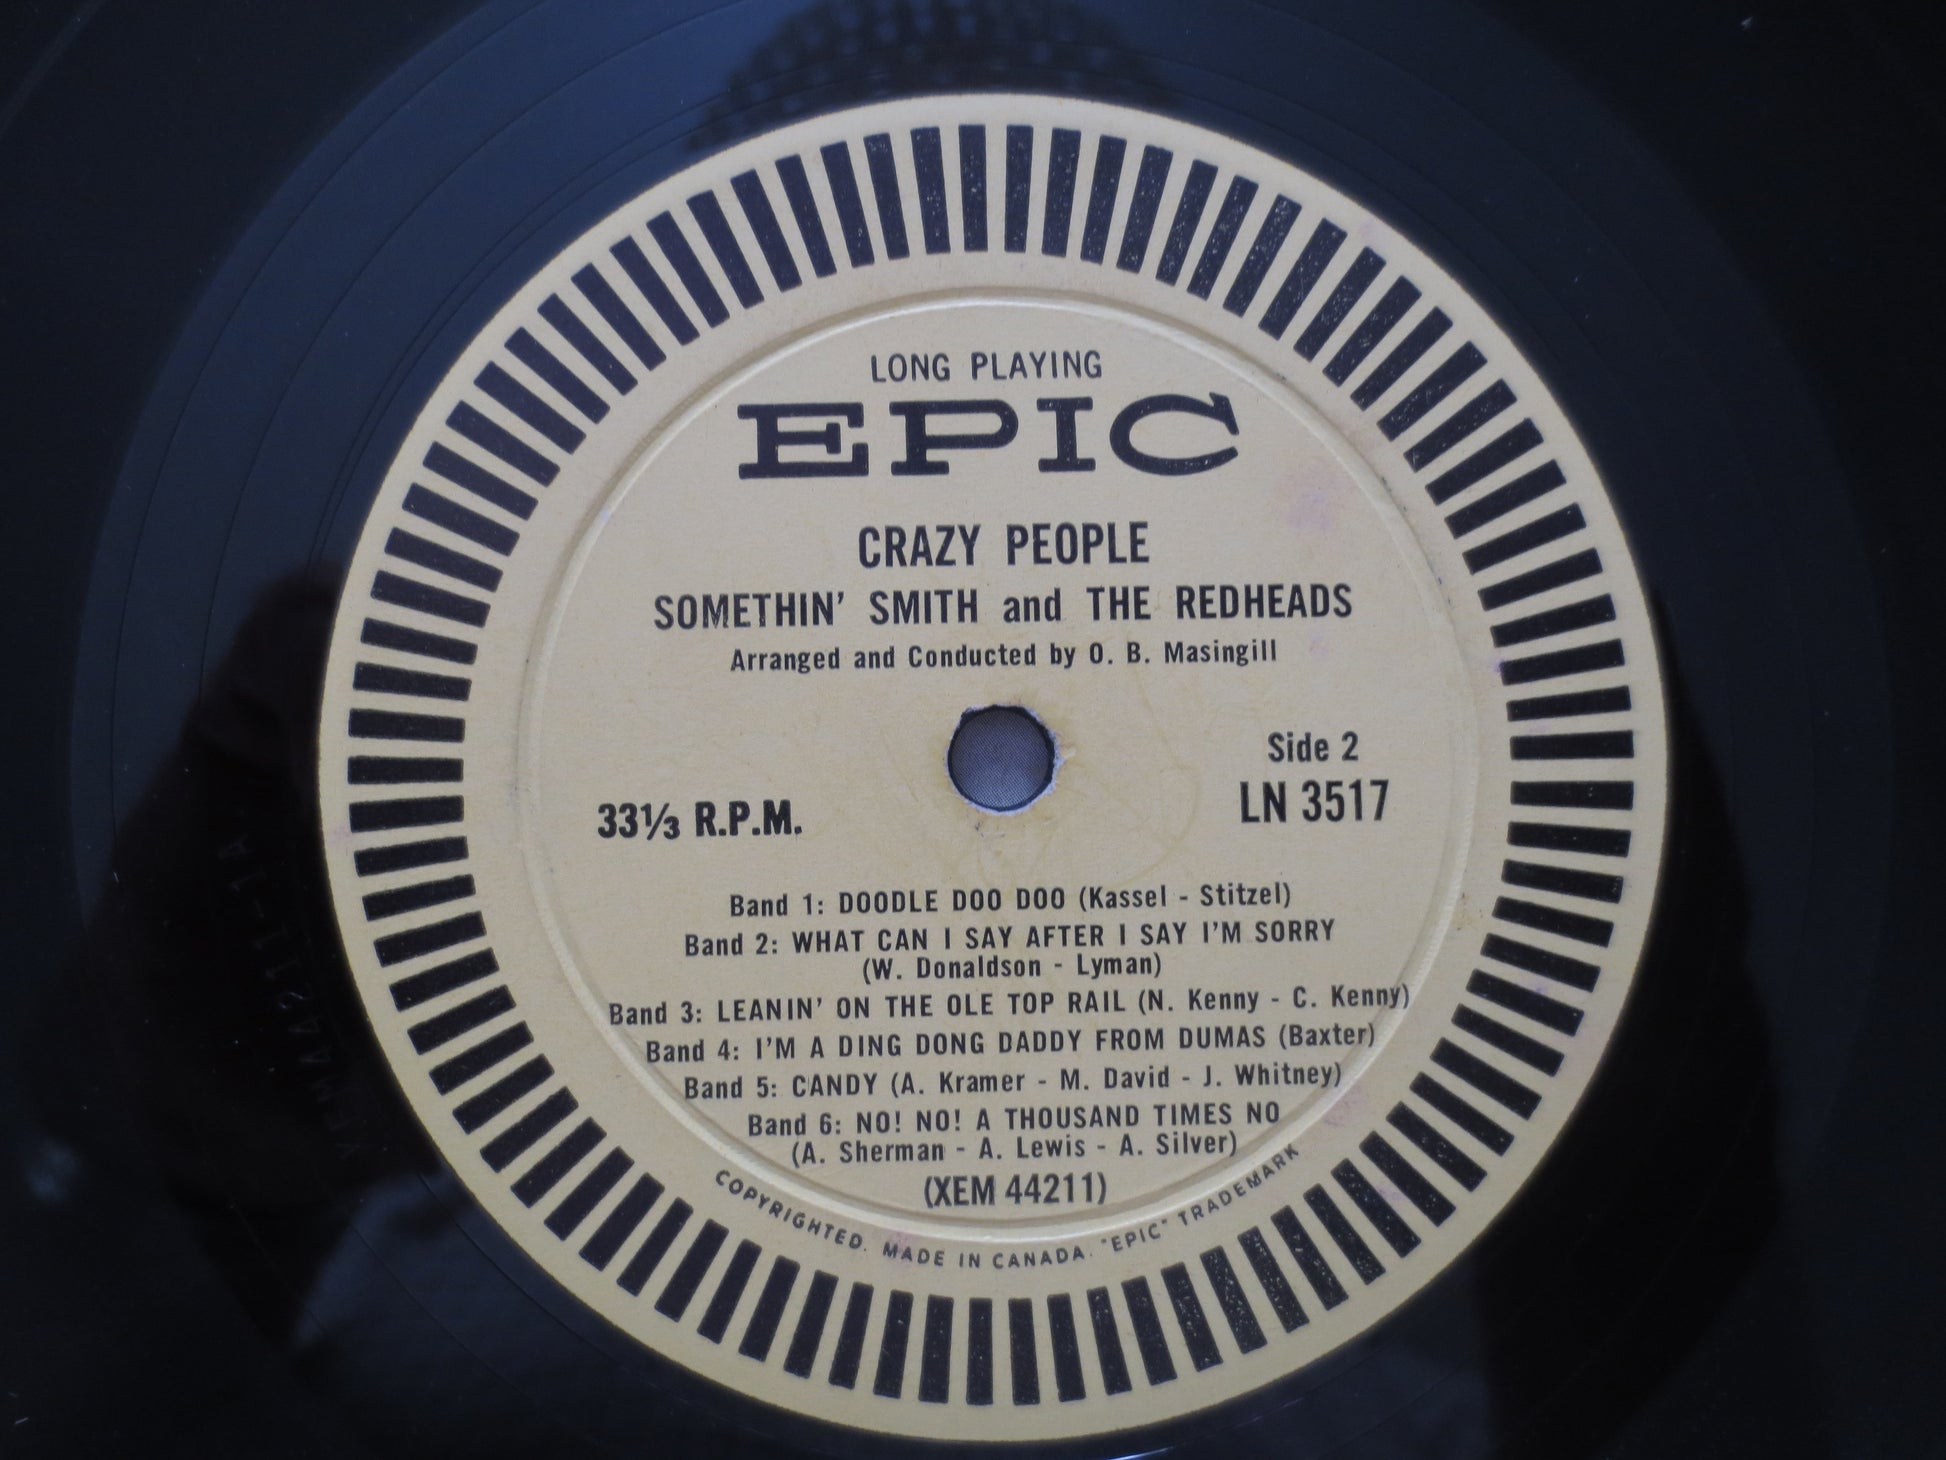 LONG PLAYING
EPIC
CRAZY PEOPLE
SOMETHIN' SMITH and THE REDHEADS
Arranged and Conducted by O. B. Masingill
Side 2
LN 3517
33⅓ R.P.M.
Band 1: DOODLE DOO DOO (Kassel - Stitzel)
Band 2: WHAT CAN I SAY AFTER I SAY I'M SORRY
(W. Donaldson - Lyman)
Band 3: LEANIN' ON THE OLE TOP RAIL (N. Kenny - C. Kenny)
Band 4: I'M A DING DONG DADDY FROM DUMAS (Baxter)
Band 5: CANDY (A. Kramer - M. David - J. Whitney)
Band 6: NO! NO! A THOUSAND TIMES NO
(A. Sherman - A. Lewis - A. Silver)
(XEM 44211)
COPYRIGHTED. MADE IN CANADA. "EPIC" TRADEMARK